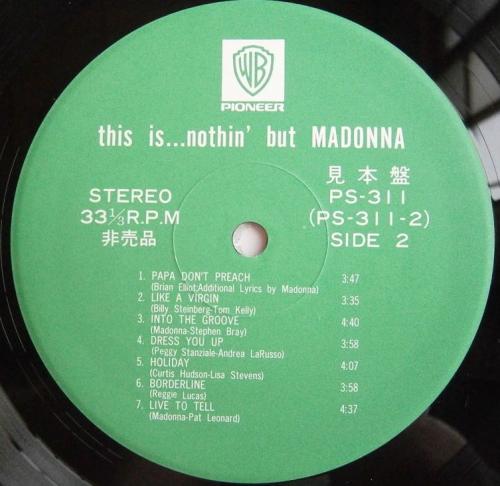 WB
PIONEER
this is...nothin' but MADONNA
STEREO
33⅓R.P.M
非売品
見本盤
PS-311
(PS-311-2)
SIDE 2
1. PAPA DON'T PREACH 3:47
(Brian Elliot;Additional Lyrics by Madonna)
2. LIKE A VIRGIN 3:35
(Billy Steinberg-Tom Kelly)
3. INTO THE GROOVE 4:40
(Madonna-Stephen Bray)
4. DRESS YOU UP 3:58
(Peggy Stanziale-Andrea LaRusso)
5. HOLIDAY 4:07
(Curtis Hudson-Lisa Stevens)
6. BORDERLINE 3:58
(Reggie Lucas)
7. LIVE TO TELL 4:37
(Madonna-Pat Leonard)